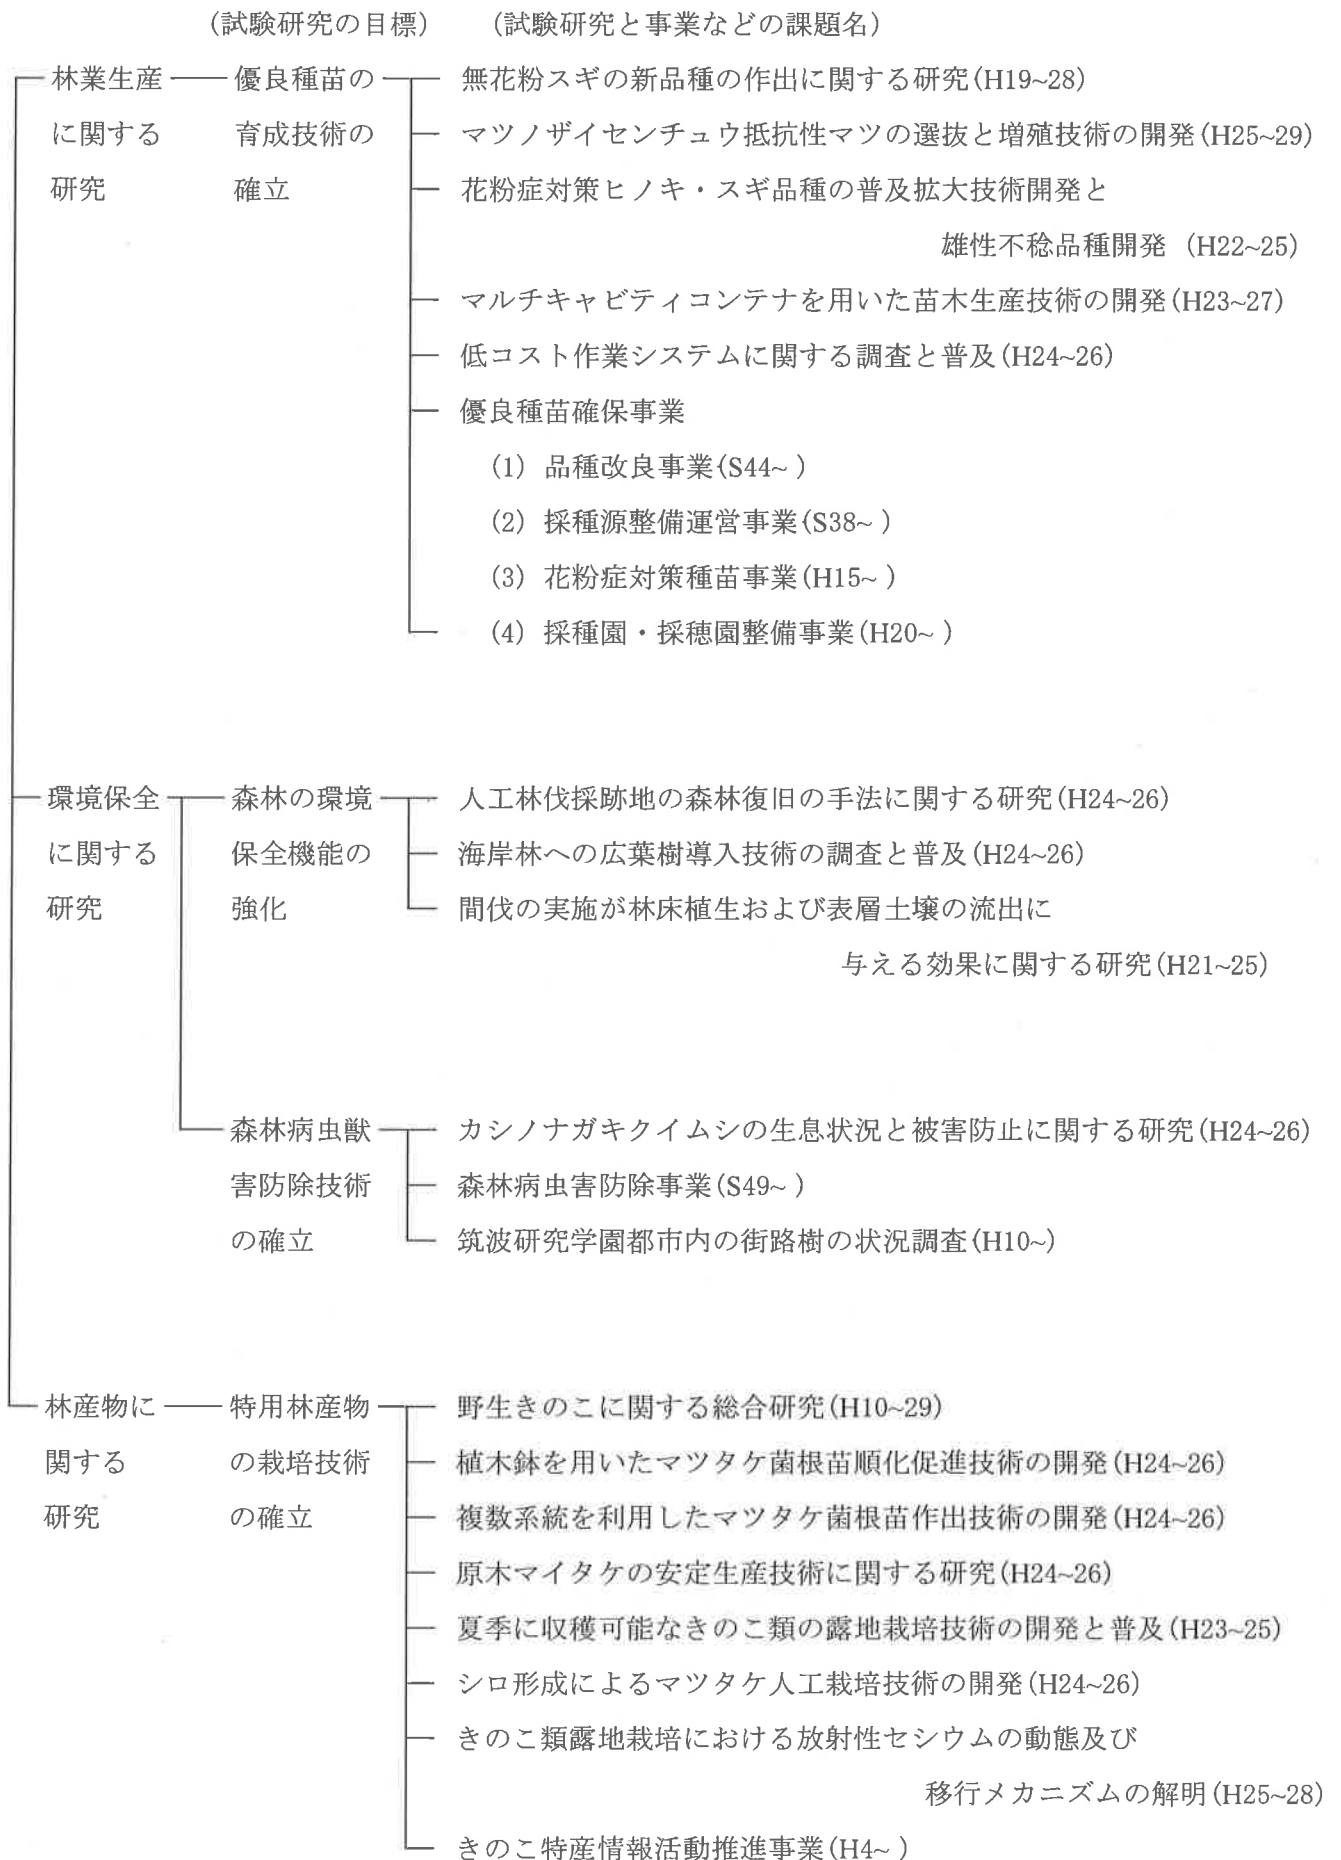 (試験研究の目標) (試験研究と事業などの課題名)
林業生産 優良種苗の 無花粉スギの新品種の作出に関する研究(H19~28)
に関する 育成技術の マツノザイセンチュウ抵抗性マツの選抜と増殖技術の開発(H25~29)
研究 確立 花粉症対策ヒノキ・スギ品種の普及拡大技術開発と
雄性不稔品種開発 (H22~25)
マルチキャビティコンテナを用いた苗木生産技術の開発(H23~27)
低コスト作業システムに関する調査と普及(H24~26)
優良種苗確保事業
(1) 品種改良事業(S44~ )
(2) 採種源整備運営事業(S38~ )
(3) 花粉症対策種苗事業(H15~ )
(4) 採種園・採穂園整備事業(H20~ )
環境保全 森林の環境 人工林伐採跡地の森林復旧の手法に関する研究(H24~26)
に関する 保全機能の 海岸林への広葉樹導入技術の調査と普及(H24~26)
研究 強化 間伐の実施が林床植生および表層土壌の流出に
与える効果に関する研究(H21~25)
森林病虫獣 カシノナガキクイムシの生息状況と被害防止に関する研究(H24~26)
害防除技術 森林病虫害防除事業(S49~ )
の確立 筑波研究学園都市内の街路樹の状況調査(H10~)
林産物に 特用林産物 野生きのこに関する総合研究(H10~29)
関する の栽培技術 植木鉢を用いたマツタケ菌根苗順化促進技術の開発(H24~26)
研究 の確立 複数系統を利用したマツタケ菌根苗作出技術の開発(H24~26)
原木マイタケの安定生産技術に関する研究(H24~26)
夏季に収穫可能なきのこ類の露地栽培技術の開発と普及(H23~25)
シロ形成によるマツタケ人工栽培技術の開発(H24~26)
きのこ類露地栽培における放射性セシウムの動態及び
移行メカニズムの解明(H25~28)
きのこ特産情報活動推進事業(H4~ )